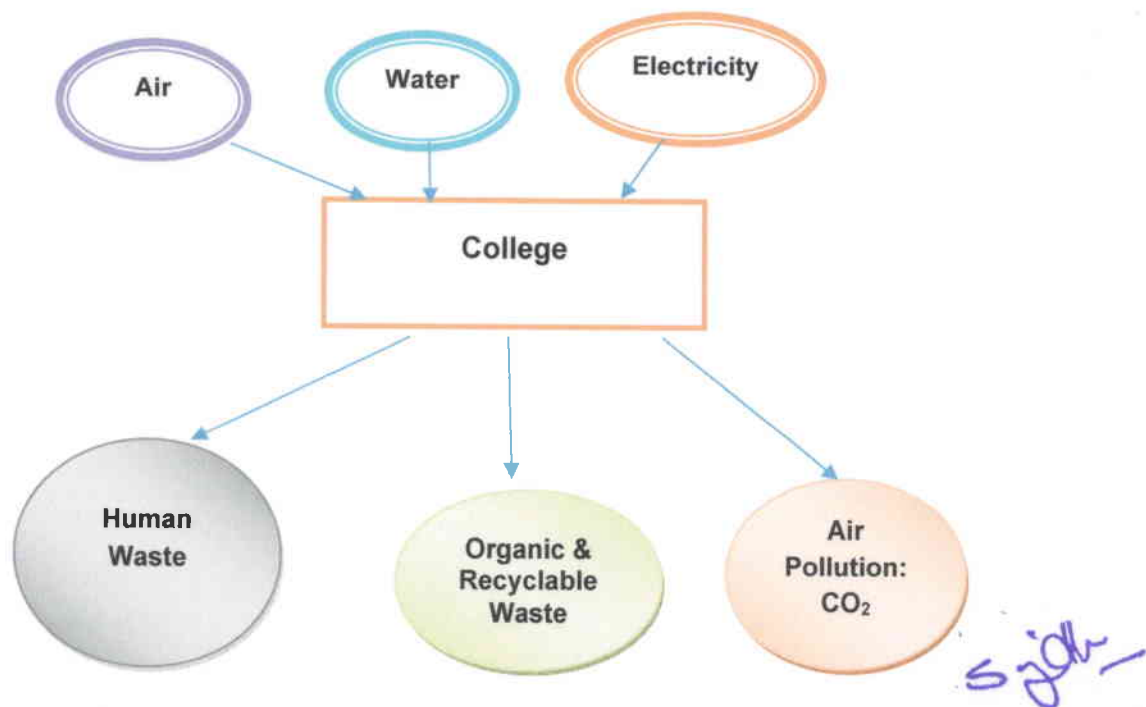 Air
Water
Electricity
College
Human
Waste
Organic &
Recyclable
Waste
Air
Pollution:
CO₂